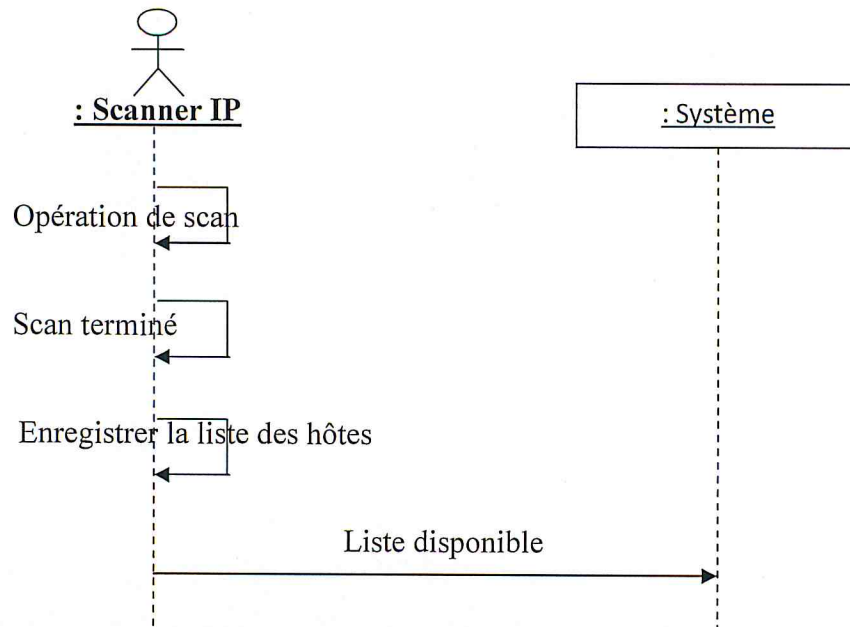 : Scanner IP
: Système
Opération de scan
Scan terminé
Enregistrer la liste des hôtes
Liste disponible